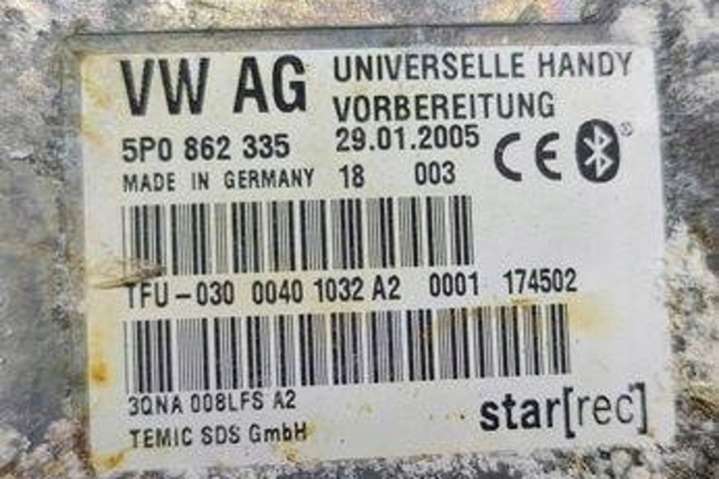 VW AG UNIVERSELLE HANDY
VORBEREITUNG
5P0 862 335 29.01.2005
MADE IN GERMANY 18 003
TFU-030 0040 1032 A2 0001 174502
3QNA 008LFS A2
TEMIC SDS GmbH
star[rec]
CE